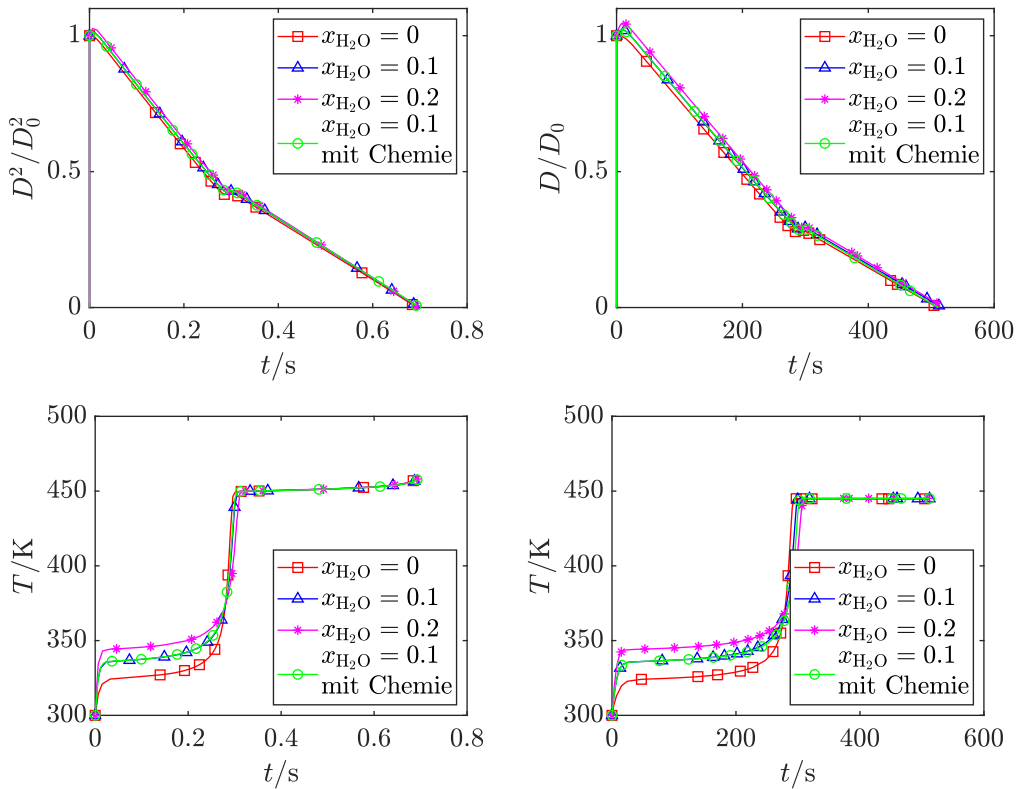 1
0.5
0
D²/D₀²
0 0.2 0.4 0.6 0.8
t/s
x_H₂O = 0
x_H₂O = 0.1
x_H₂O = 0.2
x_H₂O = 0.1
mit Chemie
1
0.5
0
D/D₀
0 200 400 600
t/s
x_H₂O = 0
x_H₂O = 0.1
x_H₂O = 0.2
x_H₂O = 0.1
mit Chemie
500
450
400
350
300
T/K
0 0.2 0.4 0.6 0.8
t/s
x_H₂O = 0
x_H₂O = 0.1
x_H₂O = 0.2
x_H₂O = 0.1
mit Chemie
500
450
400
350
300
T/K
0 200 400 600
t/s
x_H₂O = 0
x_H₂O = 0.1
x_H₂O = 0.2
x_H₂O = 0.1
mit Chemie